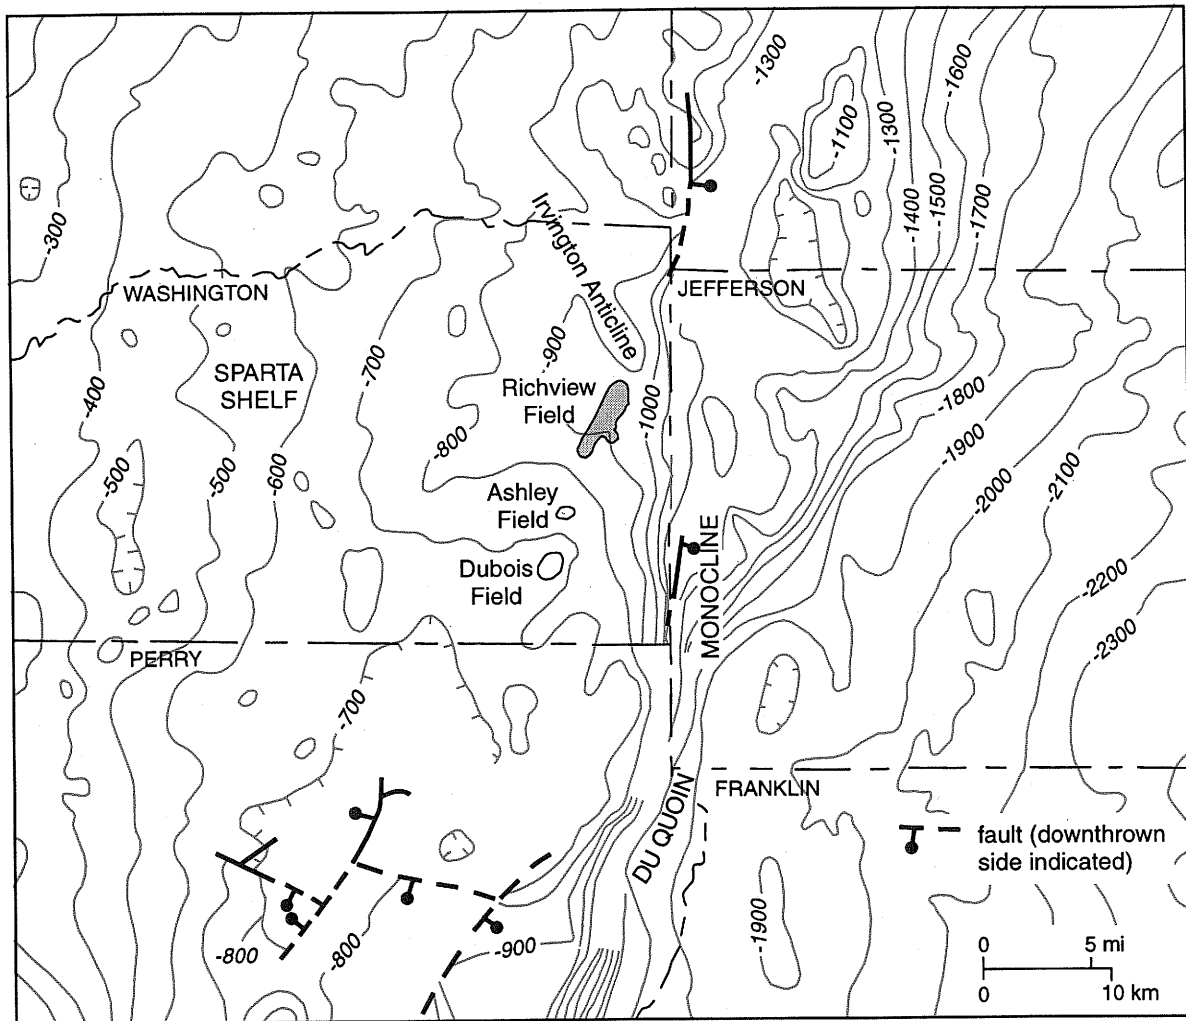 -1300
-1600
-1100
-1300
-300
Irvington Anticline
-1400
-1500
-1700
WASHINGTON
JEFFERSON
-900
-700
SPARTA
SHELF
-400
Richview
Field
-1000
-1800
-800
-1900
-500
-500
-600
-2000
-2100
Ashley
Field
Dubois
Field
MONOCLINE
-2200
-2300
PERRY
-700
DU QUOIN
FRANKLIN
fault (downthrown
side indicated)
-800
-800
-900
-1900
0 5 mi
0 10 km